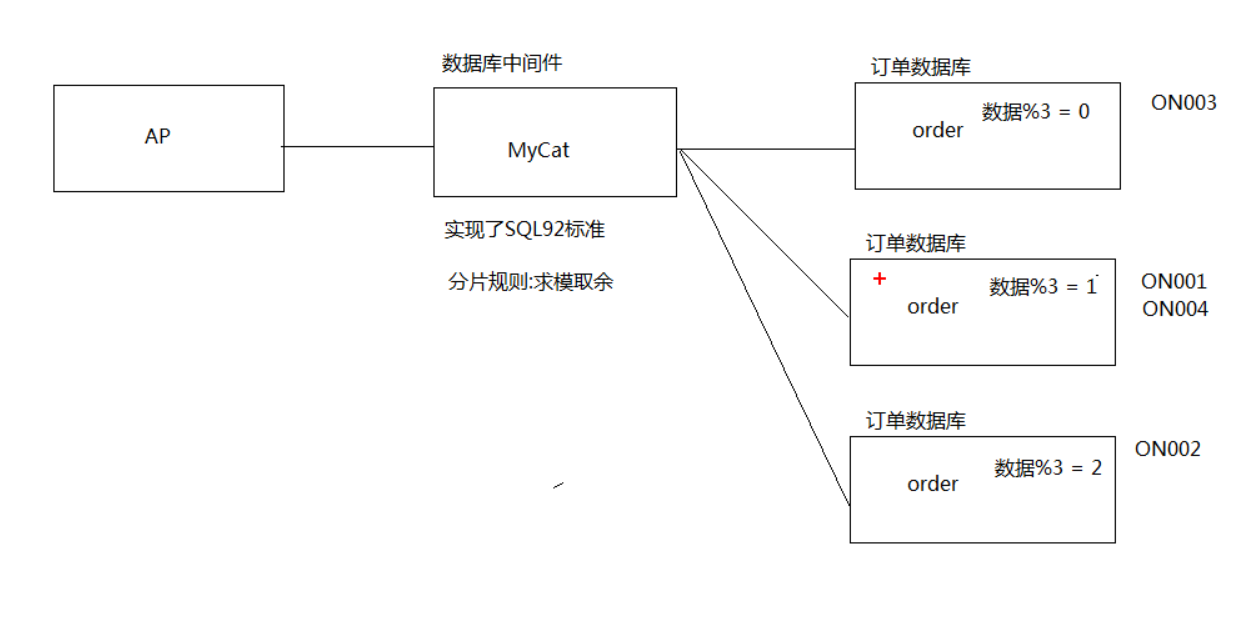 数据库中间件
AP
MyCat
实现了SQL92标准
分片规则:求模取余
订单数据库
数据%3 = 0
order
ON003
订单数据库
数据%3 = 1
order
ON001
ON004
订单数据库
数据%3 = 2
order
ON002